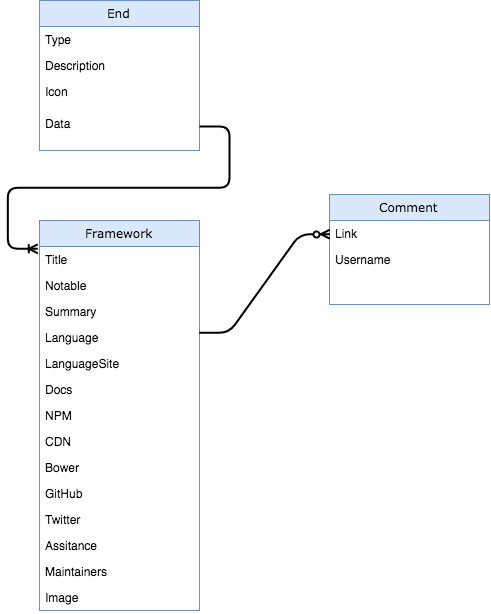 End
Type
Description
Icon
Data
Framework
Title
Notable
Summary
Language
LanguageSite
Docs
NPM
CDN
Bower
GitHub
Twitter
Assitance
Maintainers
Image
Comment
Link
Username